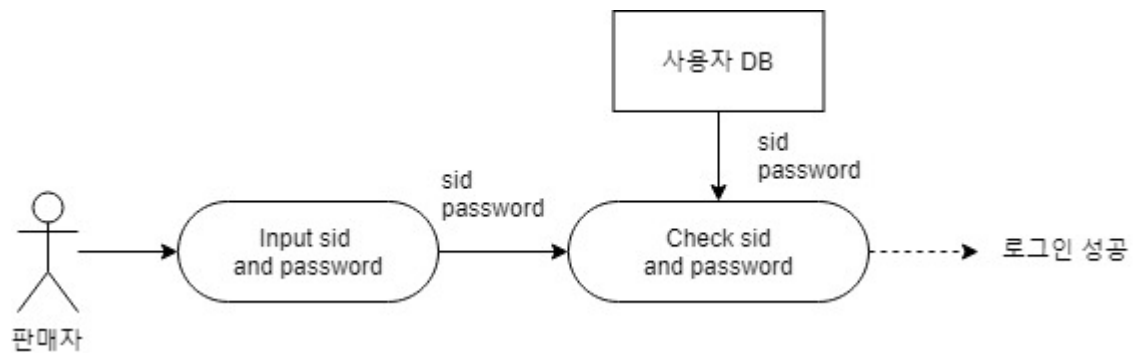 사용자 DB
sid
password
sid
password
Input sid
and password
Check sid
and password
로그인 성공
판매자